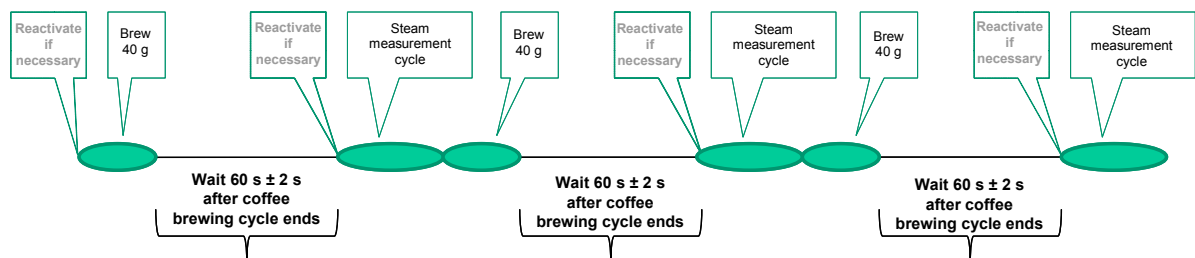 Reactivate
if
necessary
Brew
40 g
Reactivate
if
necessary
Steam
measurement
cycle
Brew
40 g
Reactivate
if
necessary
Steam
measurement
cycle
Brew
40 g
Reactivate
if
necessary
Steam
measurement
cycle
Wait 60 s ± 2 s
after coffee
brewing cycle ends
Wait 60 s ± 2 s
after coffee
brewing cycle ends
Wait 60 s ± 2 s
after coffee
brewing cycle ends